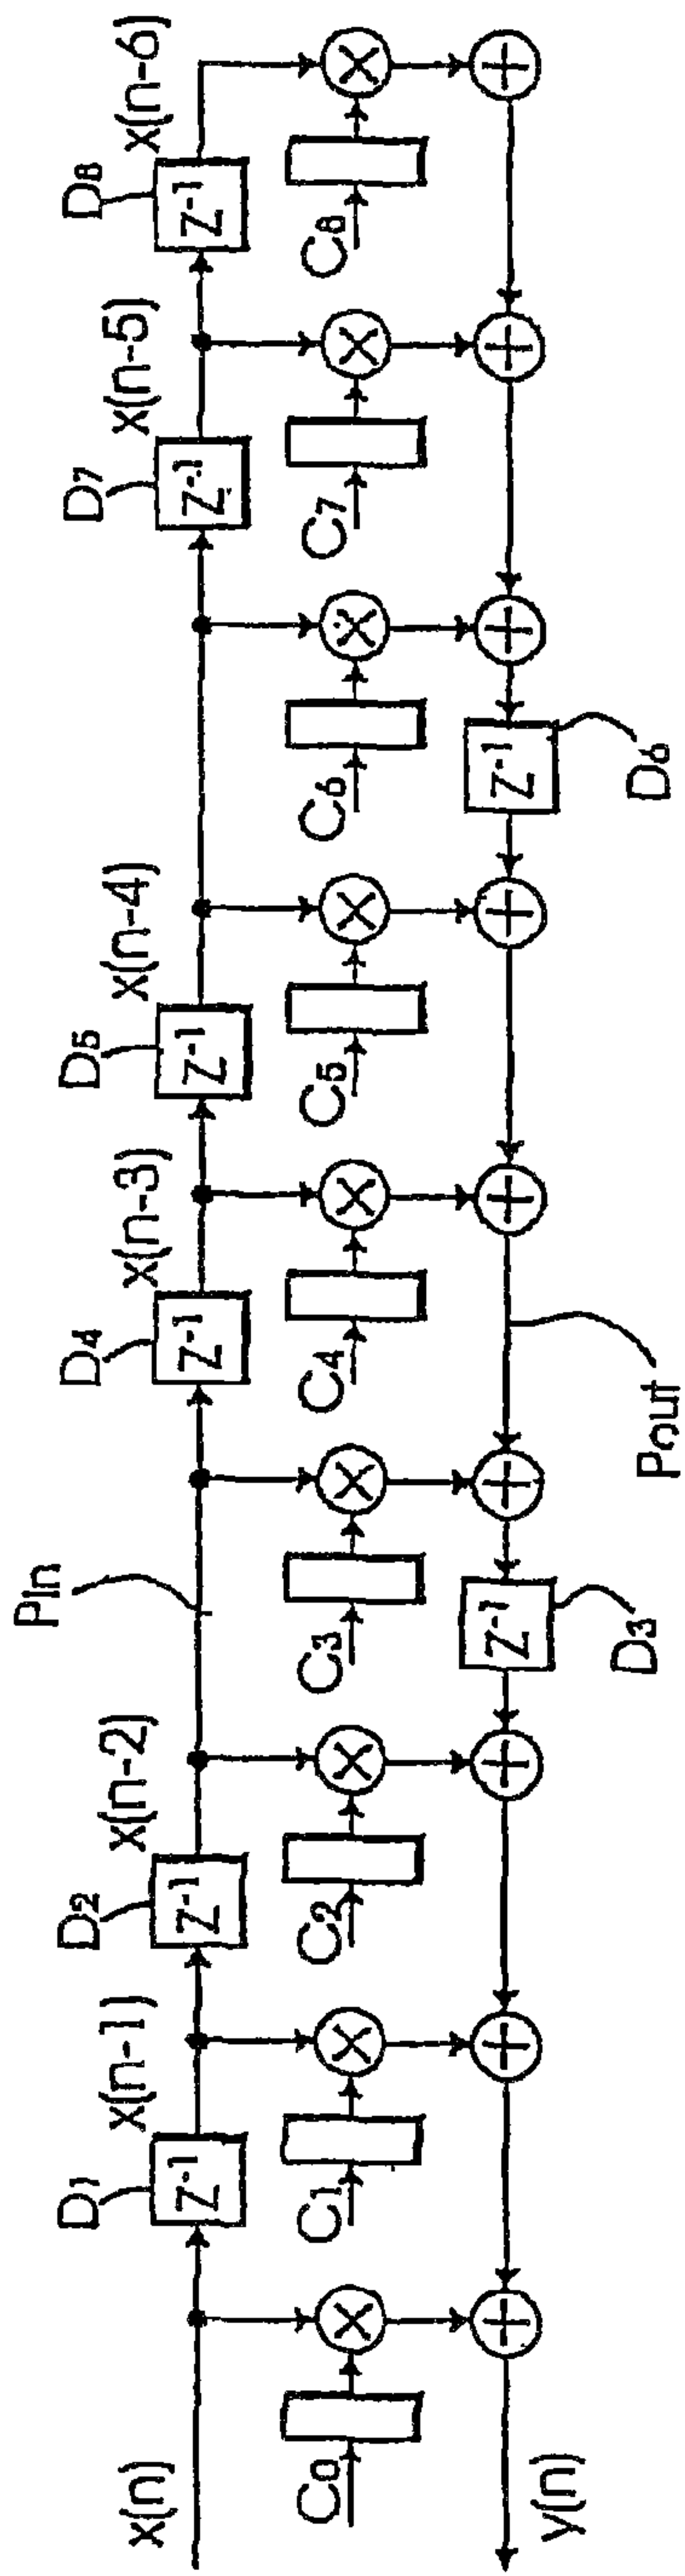 x(n) x(n-1) x(n-2) Pin x(n-3) x(n-4) x(n-5) x(n-6)
D1 D2 D4 D5 D7 D8
Z-1 Z-1 Z-1 Z-1 Z-1 Z-1
C0 C1 C2 C3 C4 C5 C6 C7 C8
Z-1 Z-1
y(n) D3 Pout D6